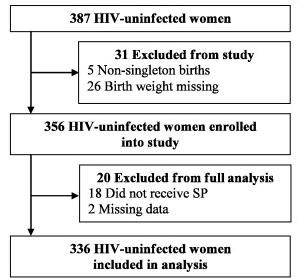 387 HIV-uninfected women
31 Excluded from study
5 Non-singleton births
26 Birth weight missing
356 HIV-uninfected women enrolled
into study
20 Excluded from full analysis
18 Did not receive SP
2 Missing data
336 HIV-uninfected women
included in analysis